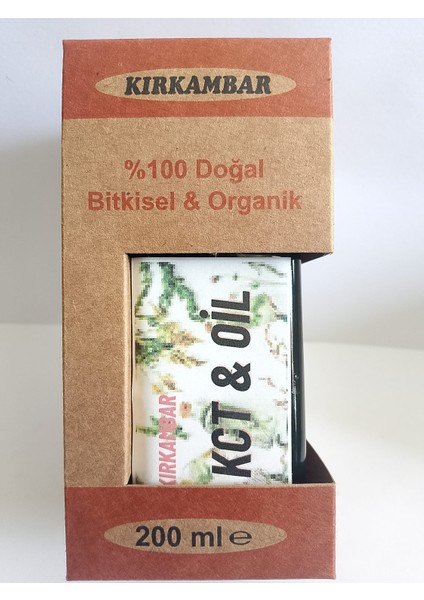 KIRKAMBAR
%100 Doğal
Bitkisel & Organik
KIRKAMBAR
KCT & OİL
200 ml ℮